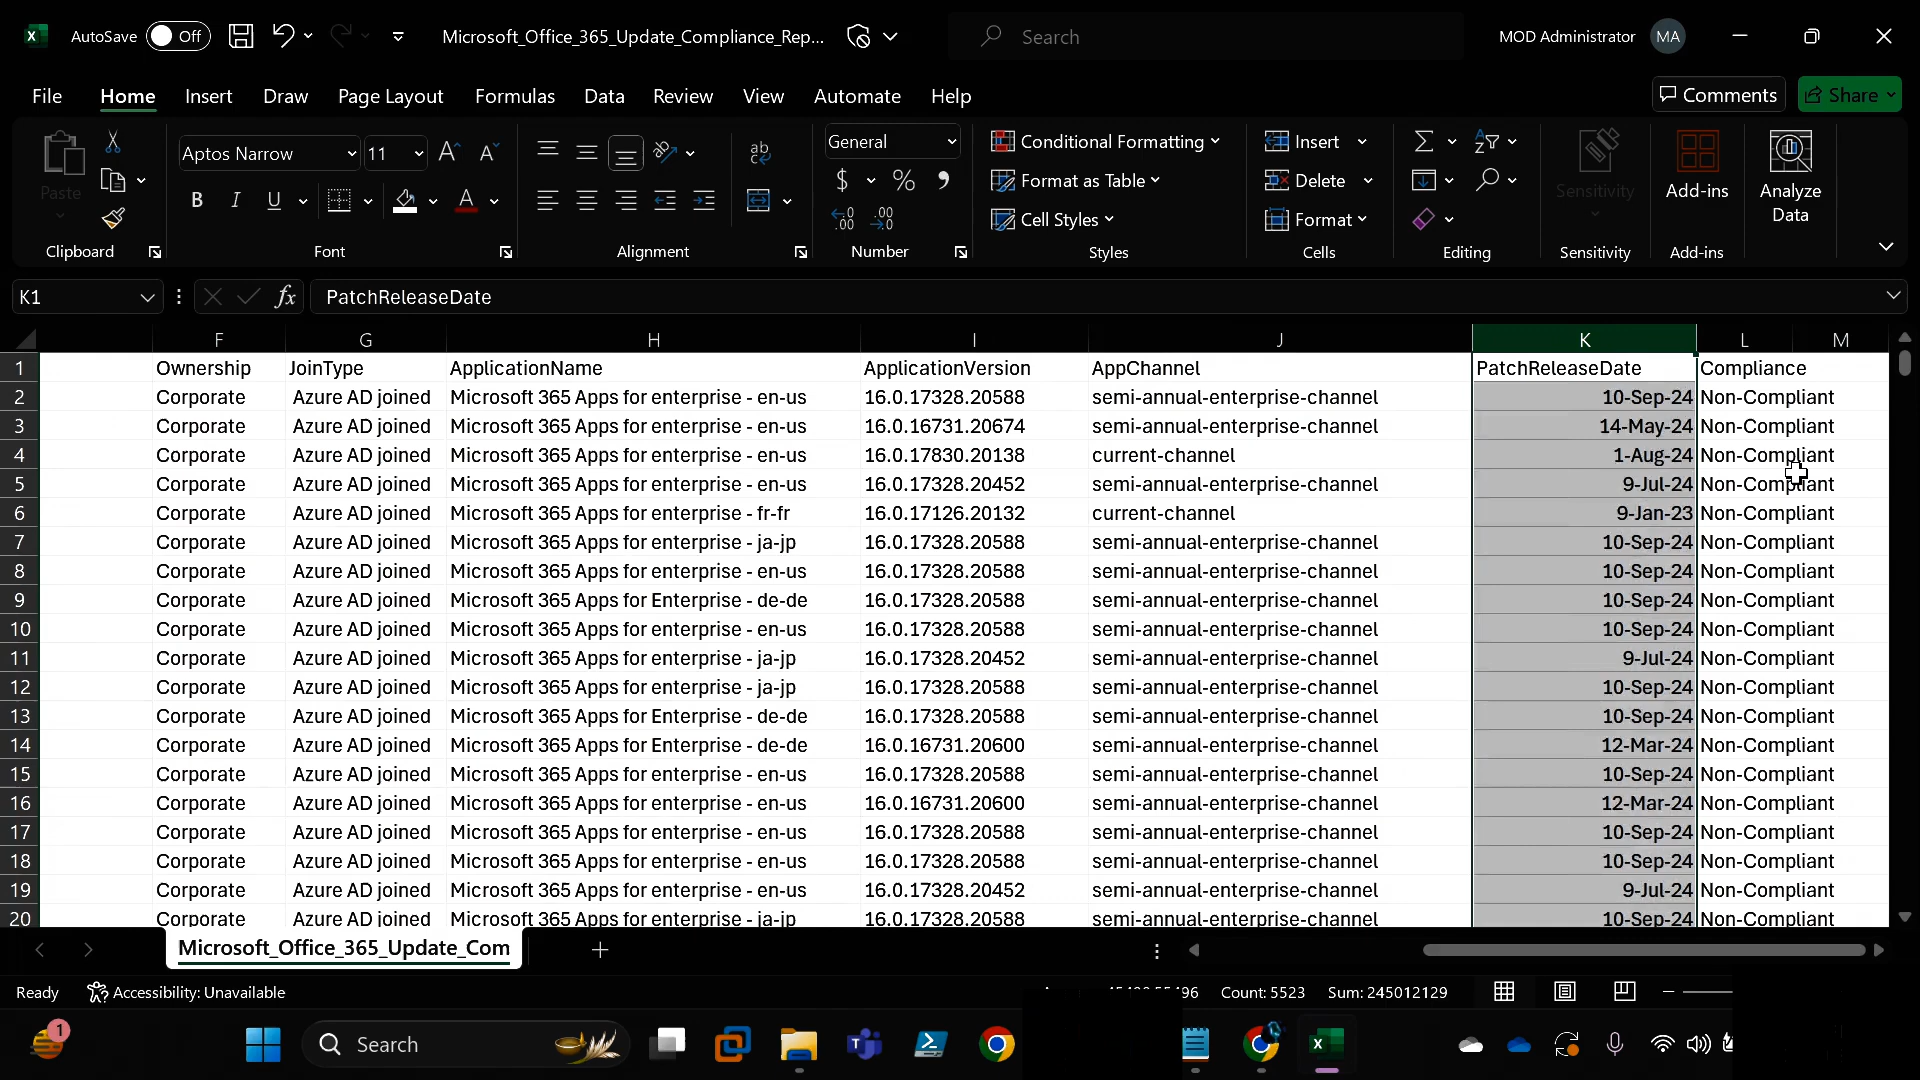 AutoSave Off Microsoft_Office_365_Update_Compliance_Rep... Search MOD Administrator MA
File Home Insert Draw Page Layout Formulas Data Review View Automate Help Comments Share
Paste Aptos Narrow 11 General Conditional Formatting Insert Sensitivity Add-ins Analyze Data
Format as Table Delete
Cell Styles Format
Clipboard Font Alignment Number Styles Cells Editing Sensitivity Add-ins
K1 fx PatchReleaseDate
F G H I J K L M
1 Ownership JoinType ApplicationName ApplicationVersion AppChannel PatchReleaseDate Compliance
2 Corporate Azure AD joined Microsoft 365 Apps for enterprise - en-us 16.0.17328.20588 semi-annual-enterprise-channel 10-Sep-24 Non-Compliant
3 Corporate Azure AD joined Microsoft 365 Apps for enterprise - en-us 16.0.16731.20674 semi-annual-enterprise-channel 14-May-24 Non-Compliant
4 Corporate Azure AD joined Microsoft 365 Apps for enterprise - en-us 16.0.17830.20138 current-channel 1-Aug-24 Non-Compliant
5 Corporate Azure AD joined Microsoft 365 Apps for enterprise - en-us 16.0.17328.20452 semi-annual-enterprise-channel 9-Jul-24 Non-Compliant
6 Corporate Azure AD joined Microsoft 365 Apps for enterprise - fr-fr 16.0.17126.20132 current-channel 9-Jan-23 Non-Compliant
7 Corporate Azure AD joined Microsoft 365 Apps for enterprise - ja-jp 16.0.17328.20588 semi-annual-enterprise-channel 10-Sep-24 Non-Compliant
8 Corporate Azure AD joined Microsoft 365 Apps for enterprise - en-us 16.0.17328.20588 semi-annual-enterprise-channel 10-Sep-24 Non-Compliant
9 Corporate Azure AD joined Microsoft 365 Apps for Enterprise - de-de 16.0.17328.20588 semi-annual-enterprise-channel 10-Sep-24 Non-Compliant
10 Corporate Azure AD joined Microsoft 365 Apps for enterprise - en-us 16.0.17328.20588 semi-annual-enterprise-channel 10-Sep-24 Non-Compliant
11 Corporate Azure AD joined Microsoft 365 Apps for enterprise - ja-jp 16.0.17328.20452 semi-annual-enterprise-channel 9-Jul-24 Non-Compliant
12 Corporate Azure AD joined Microsoft 365 Apps for enterprise - ja-jp 16.0.17328.20588 semi-annual-enterprise-channel 10-Sep-24 Non-Compliant
13 Corporate Azure AD joined Microsoft 365 Apps for Enterprise - de-de 16.0.17328.20588 semi-annual-enterprise-channel 10-Sep-24 Non-Compliant
14 Corporate Azure AD joined Microsoft 365 Apps for Enterprise - de-de 16.0.16731.20600 semi-annual-enterprise-channel 12-Mar-24 Non-Compliant
15 Corporate Azure AD joined Microsoft 365 Apps for enterprise - en-us 16.0.17328.20588 semi-annual-enterprise-channel 10-Sep-24 Non-Compliant
16 Corporate Azure AD joined Microsoft 365 Apps for enterprise - en-us 16.0.16731.20600 semi-annual-enterprise-channel 12-Mar-24 Non-Compliant
17 Corporate Azure AD joined Microsoft 365 Apps for enterprise - en-us 16.0.17328.20588 semi-annual-enterprise-channel 10-Sep-24 Non-Compliant
18 Corporate Azure AD joined Microsoft 365 Apps for enterprise - en-us 16.0.17328.20588 semi-annual-enterprise-channel 10-Sep-24 Non-Compliant
19 Corporate Azure AD joined Microsoft 365 Apps for enterprise - en-us 16.0.17328.20452 semi-annual-enterprise-channel 9-Jul-24 Non-Compliant
20 Corporate Azure AD joined Microsoft 365 Apps for enterprise - ja-jp 16.0.17328.20588 semi-annual-enterprise-channel 10-Sep-24 Non-Compliant
Microsoft_Office_365_Update_Com
Ready Accessibility: Unavailable Count: 5523 Sum: 245012129
1 Search